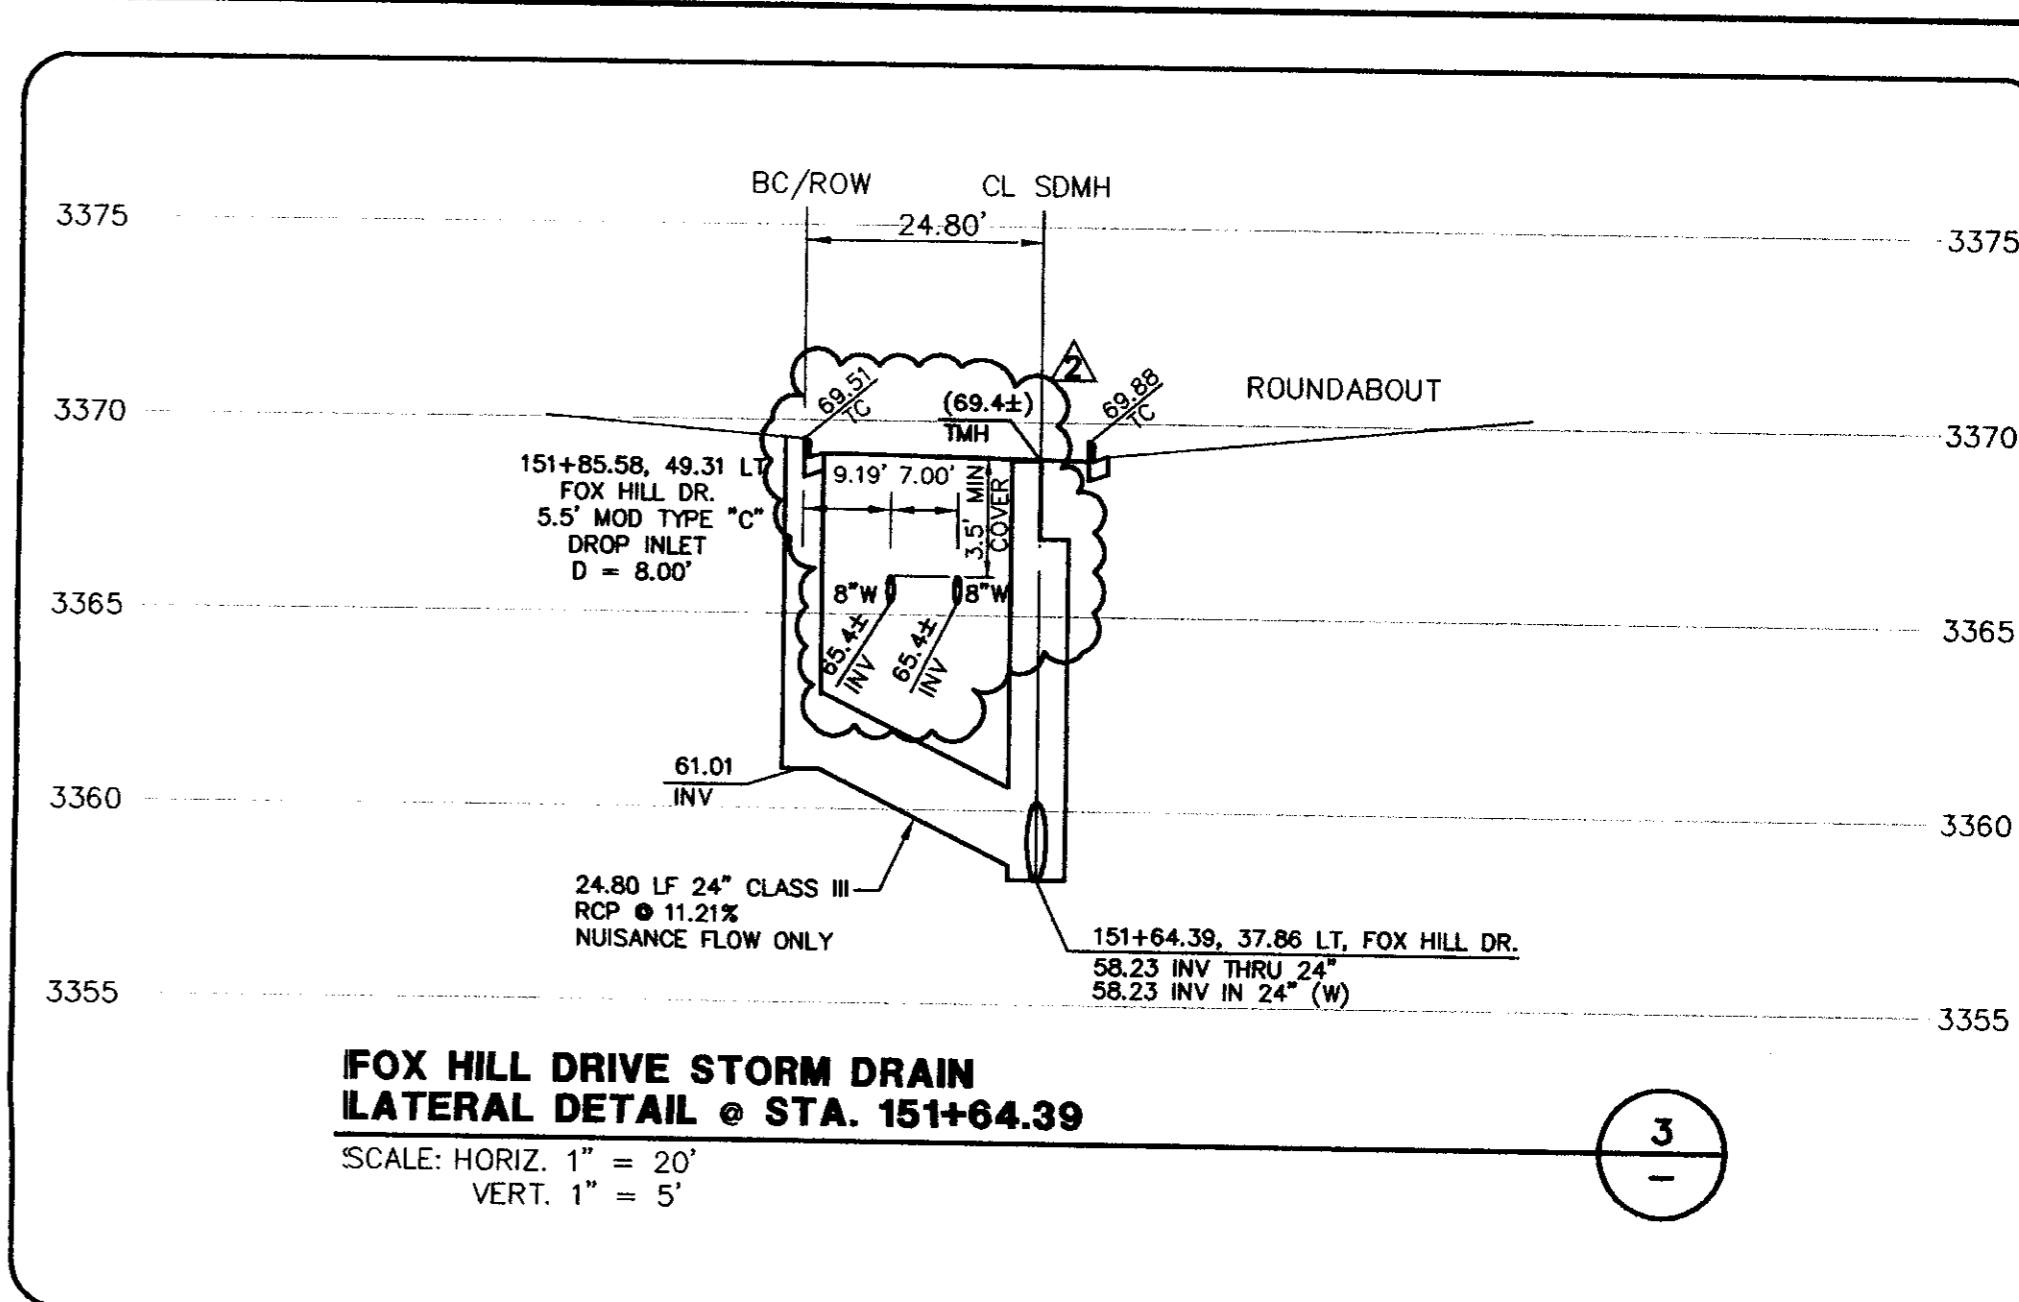 BC/ROW CL SDMH
3375 24.80' 3375
2
3370 69.51 TC (69.4±) TMH 69.88 TC ROUNDABOUT 3370
151+85.58, 49.31 LT
FOX HILL DR.
5.5' MOD TYPE "C"
DROP INLET
D = 8.00'
9.19' 7.00' 3.5' MIN COVER
8"W 8"W
3365 3365
65.4± INV 65.4± INV
61.01
INV
3360 3360
24.80 LF 24" CLASS III
RCP @ 11.21%
NUISANCE FLOW ONLY
151+64.39, 37.86 LT, FOX HILL DR.
58.23 INV THRU 24"
58.23 INV IN 24" (W)
3355 3355
FOX HILL DRIVE STORM DRAIN
LATERAL DETAIL @ STA. 151+64.39
SCALE: HORIZ. 1" = 20'
VERT. 1" = 5'
3
–